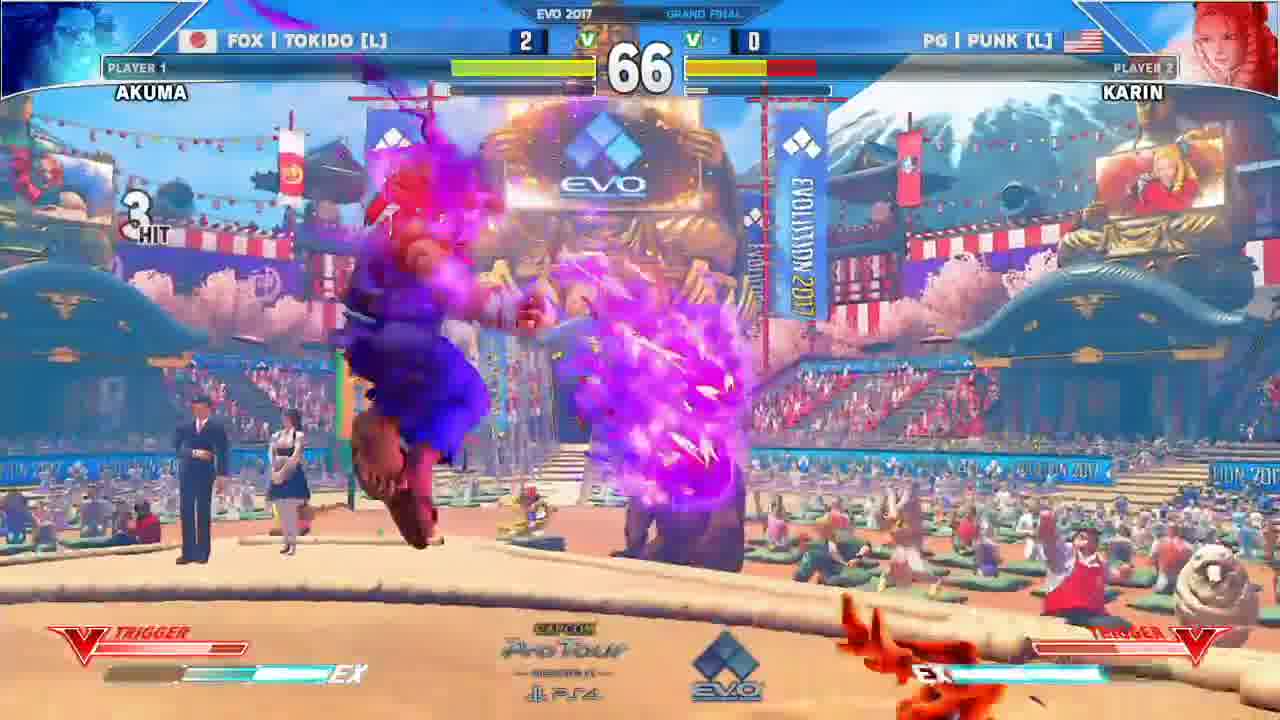 EVO 2017 GRAND FINAL
FOX | TOKIDO [L] 2 V 66 V 0 PG | PUNK [L]
PLAYER 1 PLAYER 2
AKUMA KARIN
EVO
EVOLUTION 2017
3
HIT
V TRIGGER TRIGGER V
EX EX
CAPCOM
Pro Tour
PS4
EVO